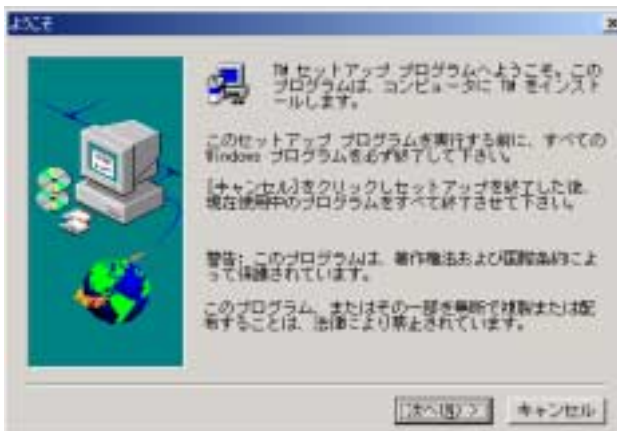 ようこそ
TM セットアップ プログラムへようこそ。この
プログラムは、コンピュータに TM をインスト
ールします。
このセットアップ プログラムを実行する前に、すべての
Windows プログラムを必ず終了して下さい。
[キャンセル]をクリックしセットアップを終了した後、
現在使用中のプログラムをすべて終了させて下さい。
警告: このプログラムは、著作権法および国際条約によ
って保護されています。
このプログラム、またはその一部を無断で複製または配
布することは、法律により禁止されています。
次へ(N) >
キャンセル